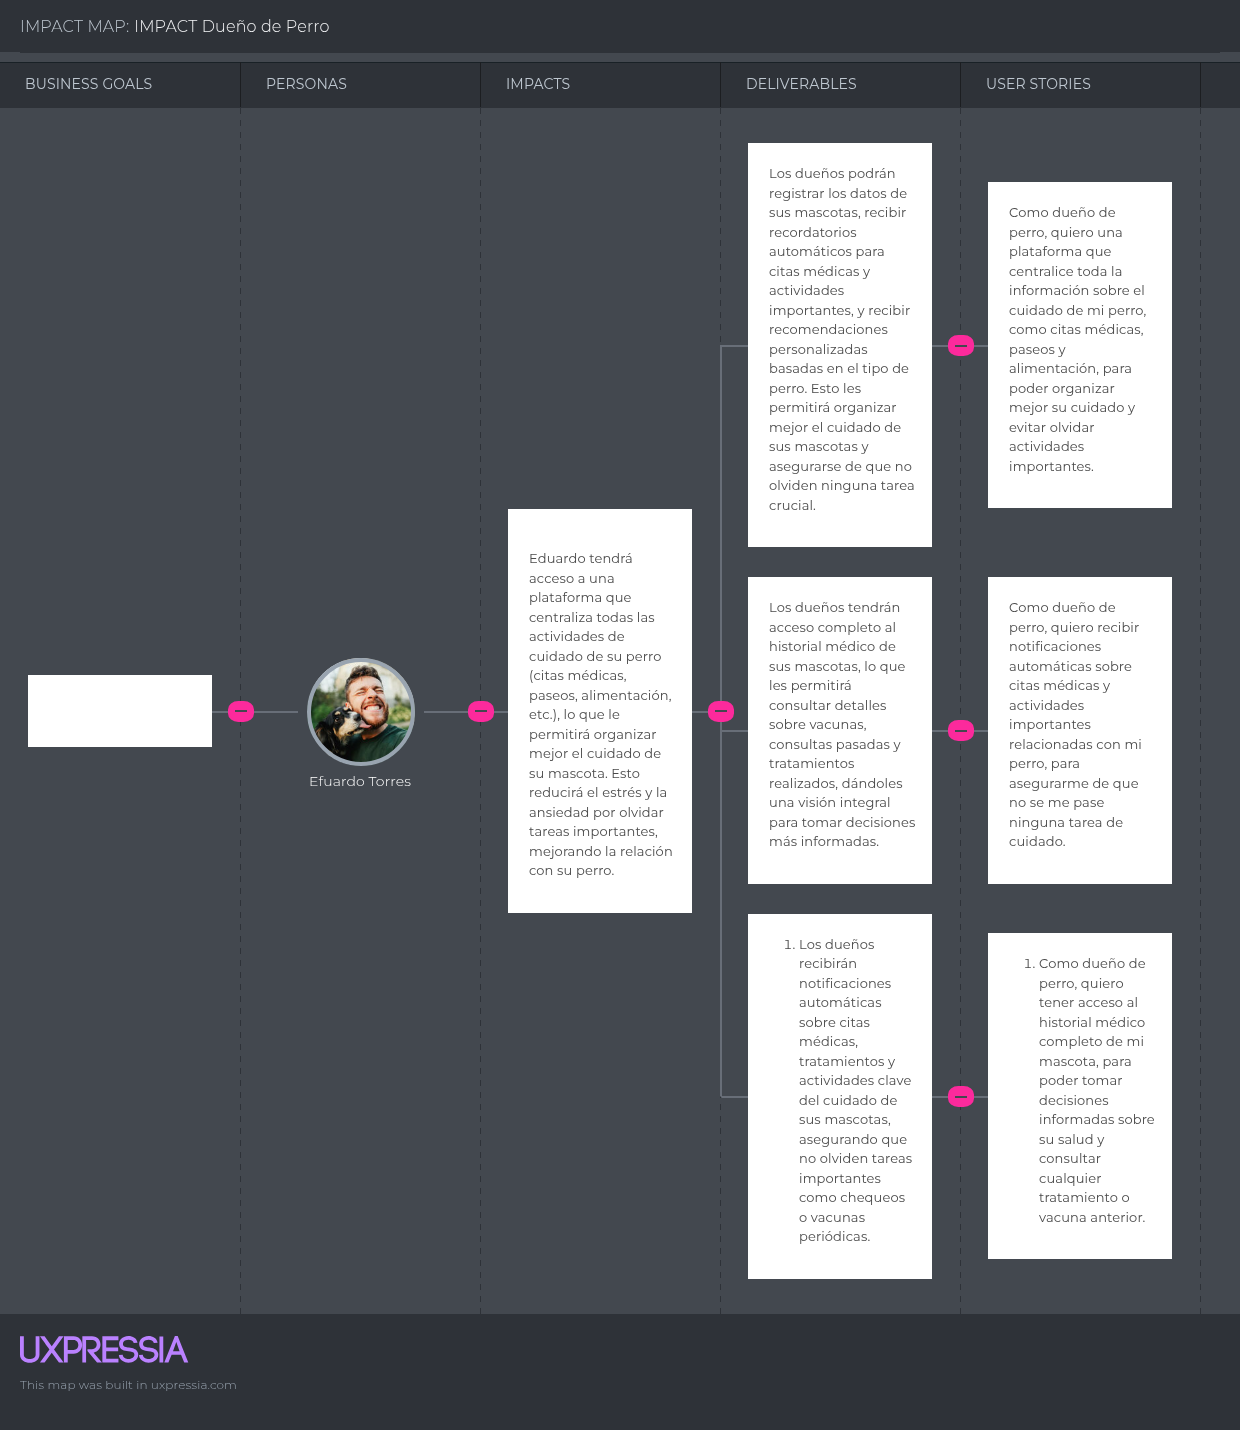 IMPACT MAP: IMPACT Dueño de Perro
BUSINESS GOALS
PERSONAS
IMPACTS
DELIVERABLES
USER STORIES
Efuardo Torres
Eduardo tendrá
acceso a una
plataforma que
centraliza todas las
actividades de
cuidado de su perro
(citas médicas,
paseos, alimentación,
etc.), lo que le
permitirá organizar
mejor el cuidado de
su mascota. Esto
reducirá el estrés y la
ansiedad por olvidar
tareas importantes,
mejorando la relación
con su perro.
Los dueños podrán
registrar los datos de
sus mascotas, recibir
recordatorios
automáticos para
citas médicas y
actividades
importantes, y recibir
recomendaciones
personalizadas
basadas en el tipo de
perro. Esto les
permitirá organizar
mejor el cuidado de
sus mascotas y
asegurarse de que no
olviden ninguna tarea
crucial.
Como dueño de
perro, quiero una
plataforma que
centralice toda la
información sobre el
cuidado de mi perro,
como citas médicas,
paseos y
alimentación, para
poder organizar
mejor su cuidado y
evitar olvidar
actividades
importantes.
Los dueños tendrán
acceso completo al
historial médico de
sus mascotas, lo que
les permitirá
consultar detalles
sobre vacunas,
consultas pasadas y
tratamientos
realizados, dándoles
una visión integral
para tomar decisiones
más informadas.
Como dueño de
perro, quiero recibir
notificaciones
automáticas sobre
citas médicas y
actividades
importantes
relacionadas con mi
perro, para
asegurarme de que
no se me pase
ninguna tarea de
cuidado.
1. Los dueños
recibirán
notificaciones
automáticas
sobre citas
médicas,
tratamientos y
actividades clave
del cuidado de
sus mascotas,
asegurando que
no olviden tareas
importantes
como chequeos
o vacunas
periódicas.
1. Como dueño de
perro, quiero
tener acceso al
historial médico
completo de mi
mascota, para
poder tomar
decisiones
informadas sobre
su salud y
consultar
cualquier
tratamiento o
vacuna anterior.
UXPRESSIA
This map was built in uxpressia.com